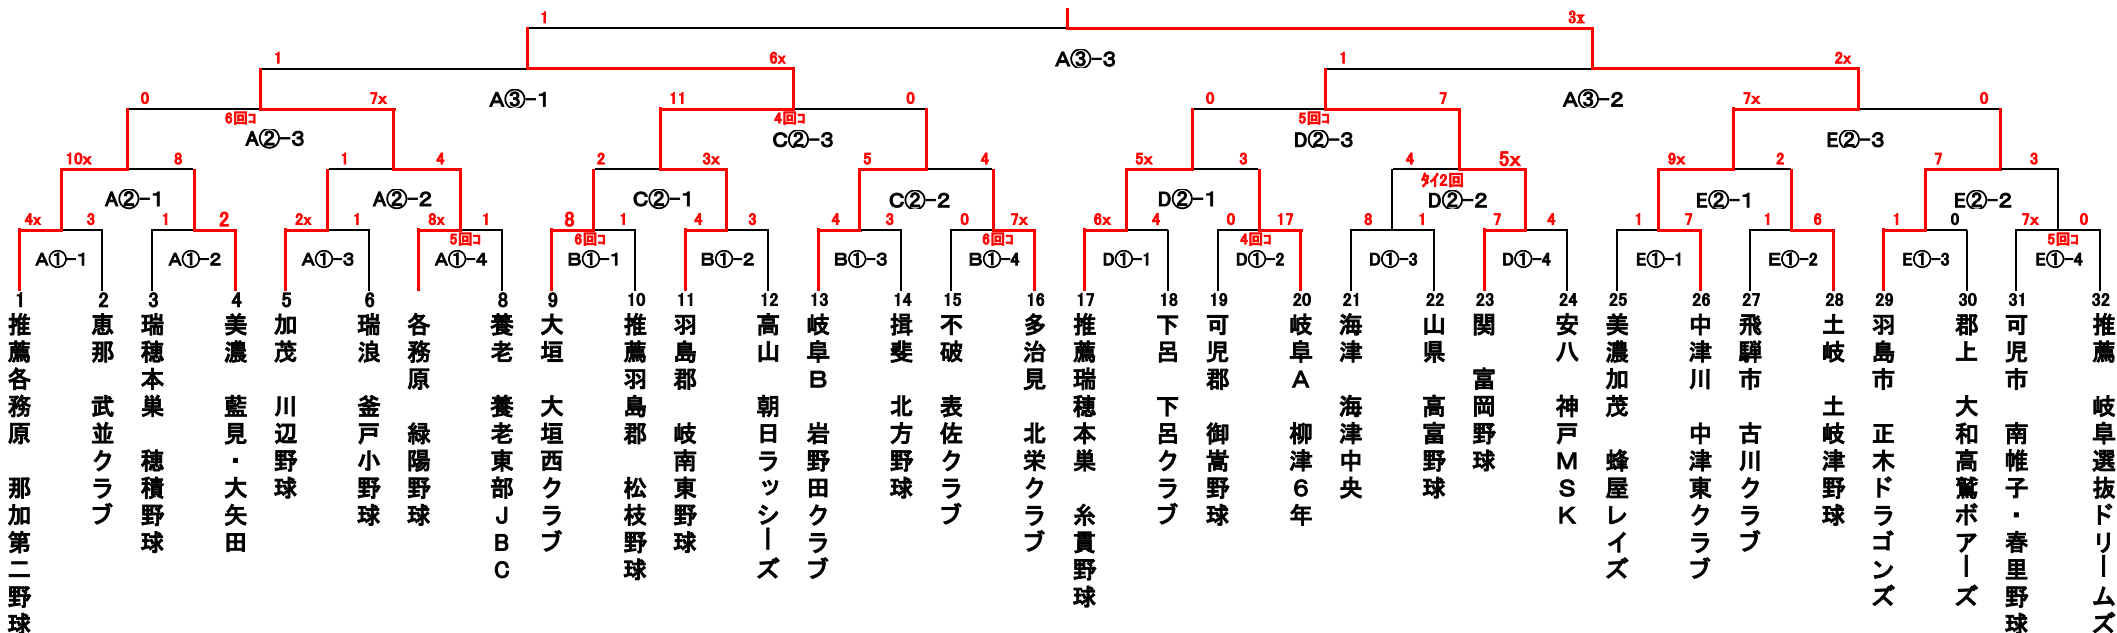 1 3x
A③-3
1 6x 1 2x
A③-1 A③-2
0 7x 11 0 0 7 7x 0
6回コ 4回コ 5回コ
A②-3 C②-3 D②-3 E②-3
10x 8 1 4 2 3x 5 4 5x 3 4 5x 9x 2 7 3
ﾀｲ2回
A②-1 A②-2 C②-1 C②-2 D②-1 D②-2 E②-1 E②-2
4x 3 1 2 2x 1 8x 1 8 1 4 3 4 3 0 7x 6x 4 0 17 8 1 7 4 1 7 1 6 1 0 7x 0
5回コ 6回コ 6回コ 4回コ 5回コ
A①-1 A①-2 A①-3 A①-4 B①-1 B①-2 B①-3 B①-4 D①-1 D①-2 D①-3 D①-4 E①-1 E①-2 E①-3 E①-4
1 2 3 4 5 6 8 9 10 11 12 13 14 15 16 17 18 19 20 21 22 23 24 25 26 27 28 29 30 31 32
推薦各務原 那加第二野球
恵那 武並クラブ
瑞穂本巣 穂積野球
美濃 藍見・大矢田
加茂 川辺野球
瑞浪 釜戸小野球
各務原 緑陽野球
養老 養老東部JBC
大垣 大垣西クラブ
推薦羽島郡 松枝野球
羽島郡 岐南東野球
高山 朝日ラッシーズ
岐阜B 岩野田クラブ
揖斐 北方野球
不破 表佐クラブ
多治見 北栄クラブ
推薦瑞穂本巣 糸貫野球
下呂 下呂クラブ
可児郡 御嵩野球
岐阜A 柳津6年
海津 海津中央
山県 高富野球
関 富岡野球
安八 神戸MSK
美濃加茂 蜂屋レイズ
中津川 中津東クラブ
飛騨市 古川クラブ
土岐 土岐津野球
羽島市 正木ドラゴンズ
郡上 大和高鷲ボアーズ
可児市 南帷子・春里野球
推薦 岐阜選抜ドリームズ